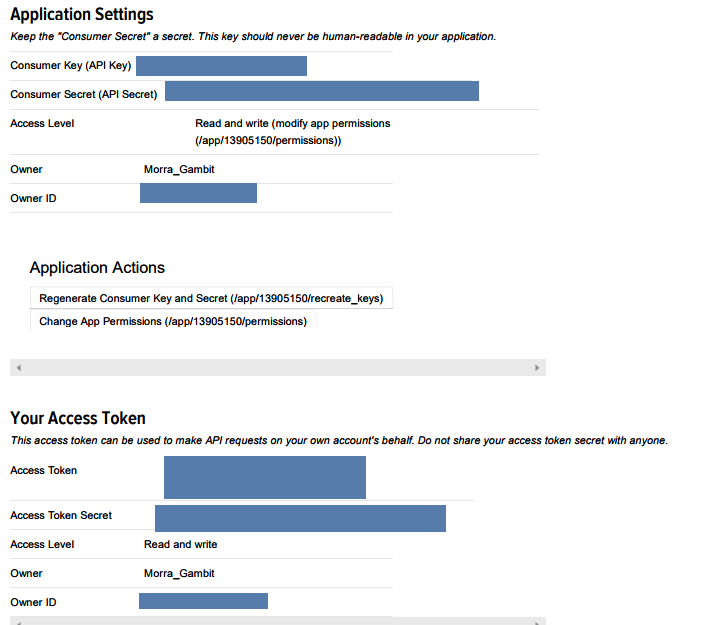 Application Settings
Keep the "Consumer Secret" a secret. This key should never be human-readable in your application.
Consumer Key (API Key)
Consumer Secret (API Secret)
Access Level Read and write (modify app permissions
(/app/13905150/permissions))
Owner Morra_Gambit
Owner ID
Application Actions
Regenerate Consumer Key and Secret (/app/13905150/recreate_keys)
Change App Permissions (/app/13905150/permissions)
Your Access Token
This access token can be used to make API requests on your own account's behalf. Do not share your access token secret with anyone.
Access Token
Access Token Secret
Access Level Read and write
Owner Morra_Gambit
Owner ID